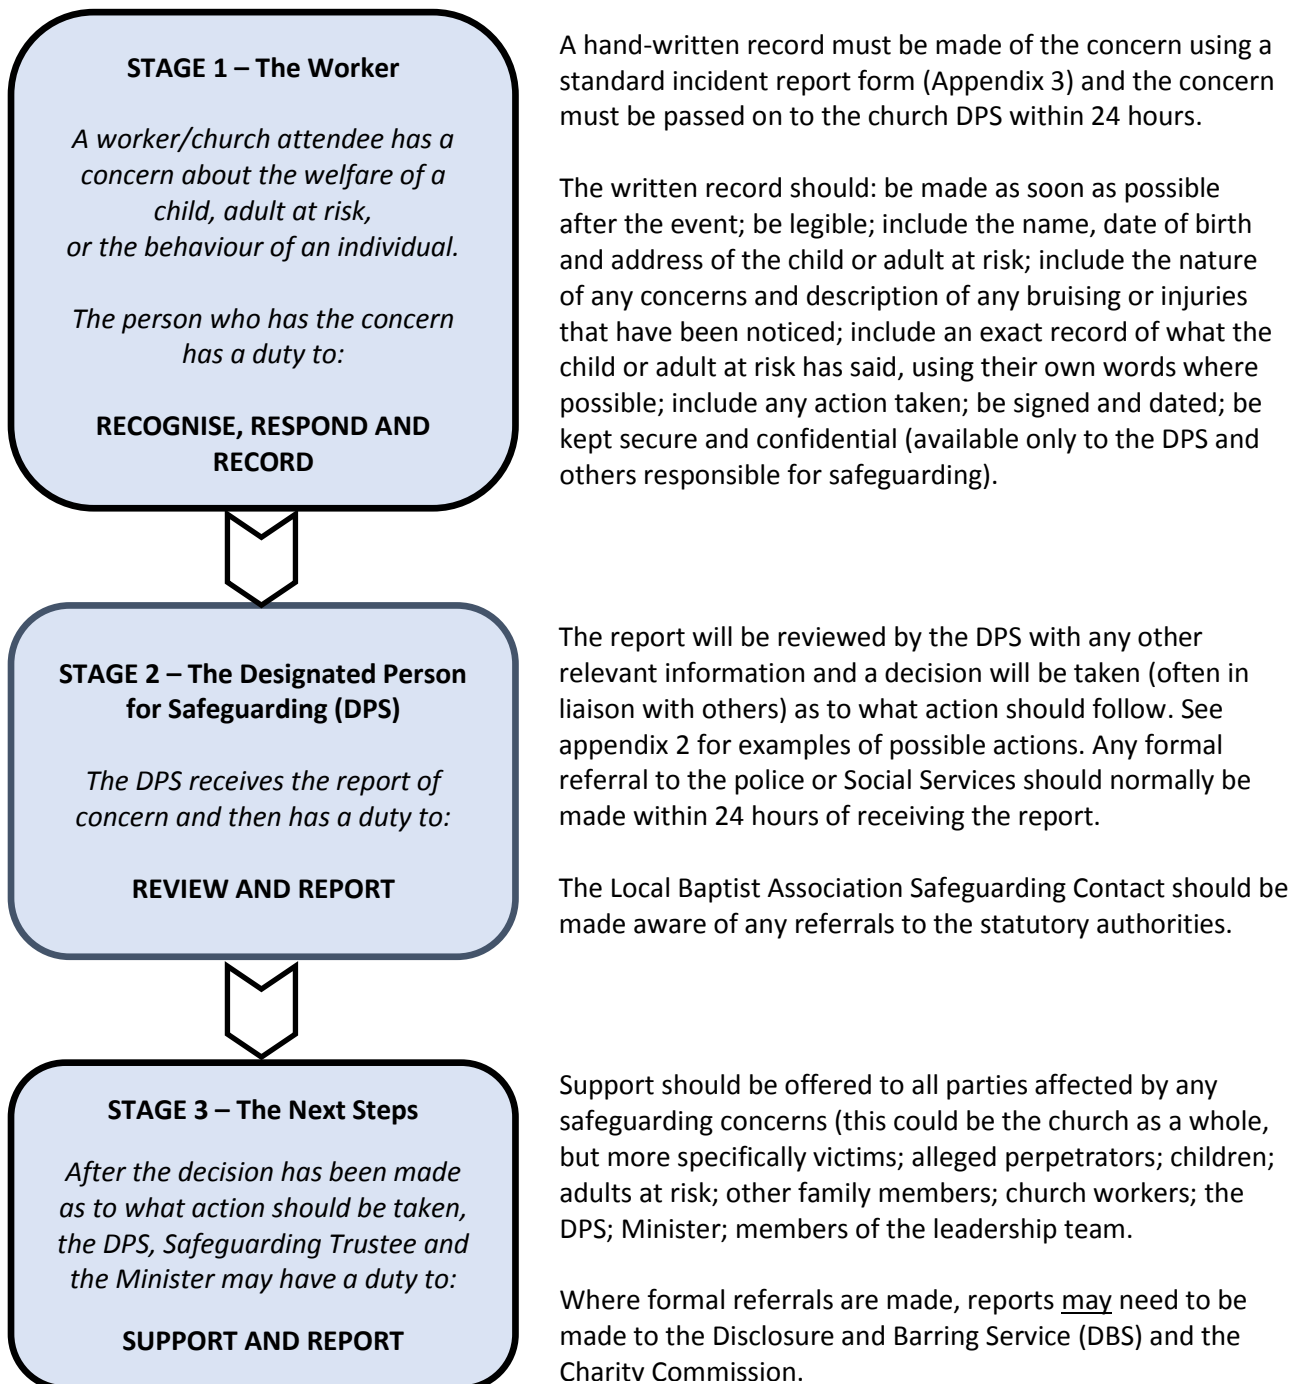 STAGE 1 – The Worker
A worker/church attendee has a
concern about the welfare of a
child, adult at risk,
or the behaviour of an individual.
The person who has the concern
has a duty to:
RECOGNISE, RESPOND AND
RECORD
A hand-written record must be made of the concern using a
standard incident report form (Appendix 3) and the concern
must be passed on to the church DPS within 24 hours.
The written record should: be made as soon as possible
after the event; be legible; include the name, date of birth
and address of the child or adult at risk; include the nature
of any concerns and description of any bruising or injuries
that have been noticed; include an exact record of what the
child or adult at risk has said, using their own words where
possible; include any action taken; be signed and dated; be
kept secure and confidential (available only to the DPS and
others responsible for safeguarding).
STAGE 2 – The Designated Person
for Safeguarding (DPS)
The DPS receives the report of
concern and then has a duty to:
REVIEW AND REPORT
The report will be reviewed by the DPS with any other
relevant information and a decision will be taken (often in
liaison with others) as to what action should follow. See
appendix 2 for examples of possible actions. Any formal
referral to the police or Social Services should normally be
made within 24 hours of receiving the report.
The Local Baptist Association Safeguarding Contact should be
made aware of any referrals to the statutory authorities.
STAGE 3 – The Next Steps
After the decision has been made
as to what action should be taken,
the DPS, Safeguarding Trustee and
the Minister may have a duty to:
SUPPORT AND REPORT
Support should be offered to all parties affected by any
safeguarding concerns (this could be the church as a whole,
but more specifically victims; alleged perpetrators; children;
adults at risk; other family members; church workers; the
DPS; Minister; members of the leadership team.
Where formal referrals are made, reports may need to be
made to the Disclosure and Barring Service (DBS) and the
Charity Commission.